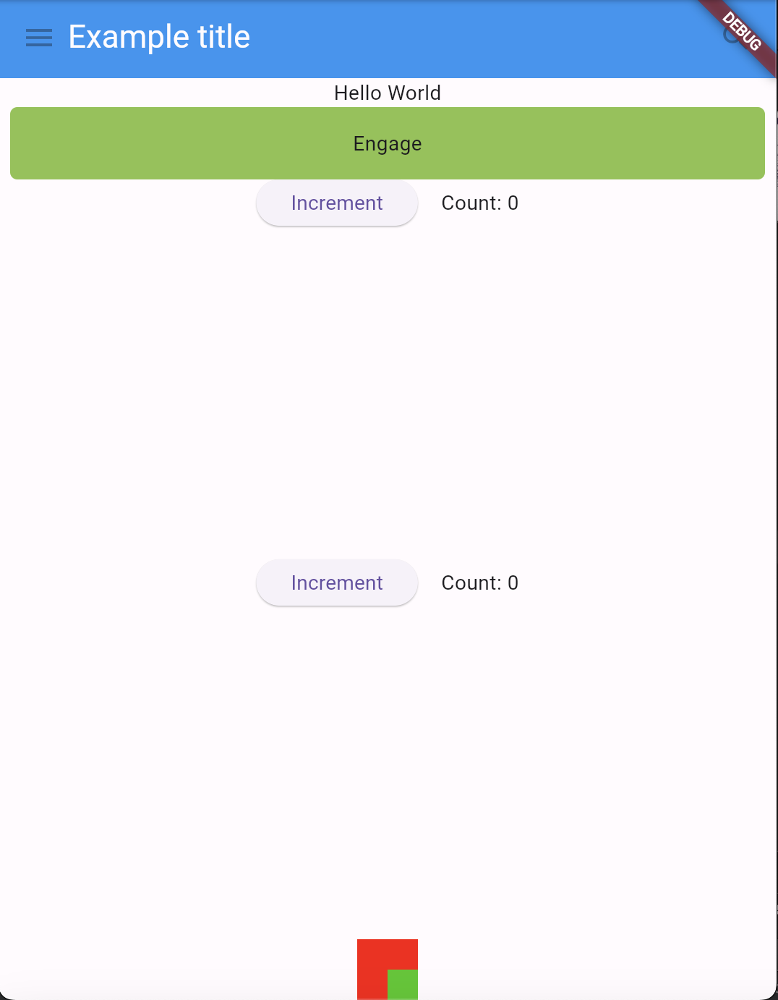 Example title
DEBUG
Hello World
Engage
Increment Count: 0
Increment Count: 0